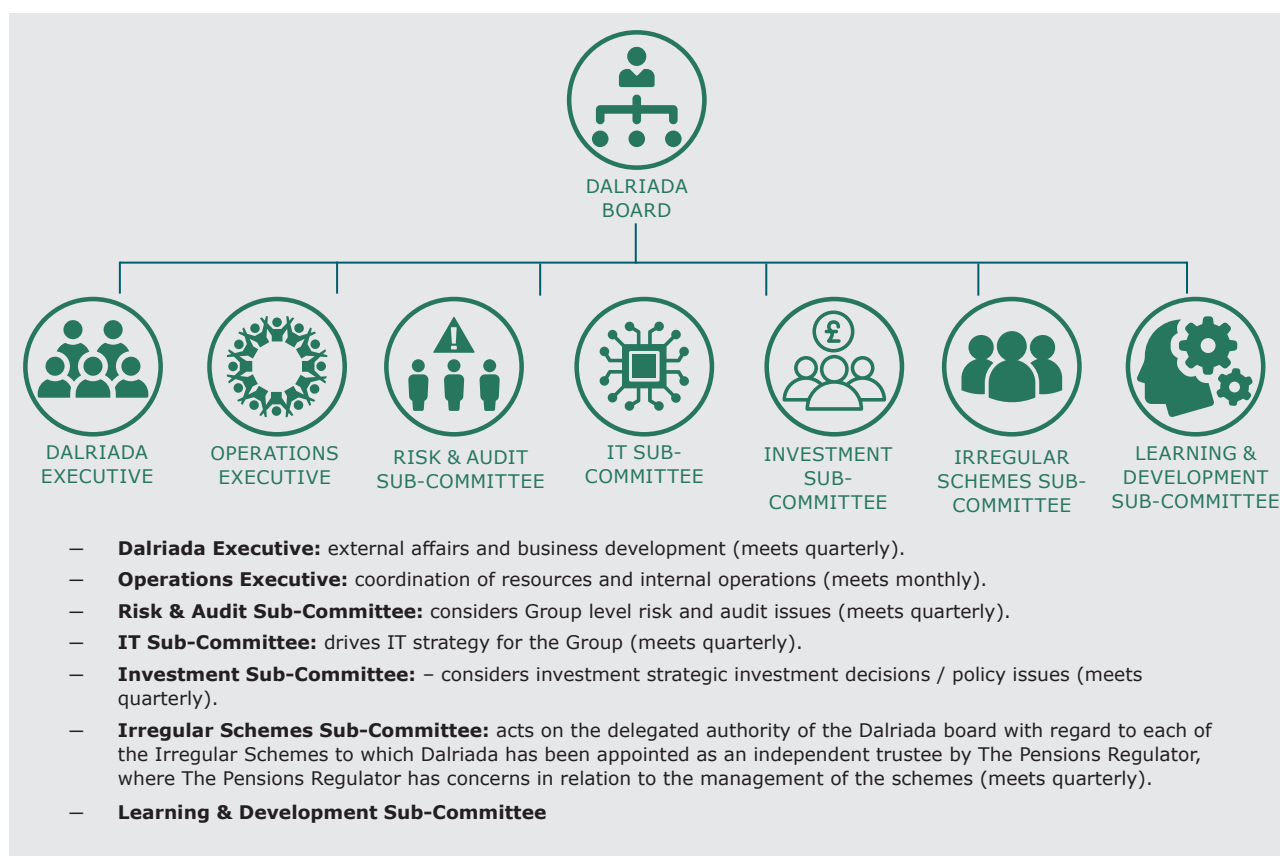 DALRIADA
BOARD
DALRIADA
EXECUTIVE
OPERATIONS
EXECUTIVE
RISK & AUDIT
SUB-COMMITTEE
IT SUB-
COMMITTEE
£
INVESTMENT
SUB-
COMMITTEE
IRREGULAR
SCHEMES SUB-
COMMITTEE
LEARNING &
DEVELOPMENT
SUB-COMMITTEE
— Dalriada Executive: external affairs and business development (meets quarterly).
— Operations Executive: coordination of resources and internal operations (meets monthly).
— Risk & Audit Sub-Committee: considers Group level risk and audit issues (meets quarterly).
— IT Sub-Committee: drives IT strategy for the Group (meets quarterly).
— Investment Sub-Committee: – considers investment strategic investment decisions / policy issues (meets
quarterly).
— Irregular Schemes Sub-Committee: acts on the delegated authority of the Dalriada board with regard to each of
the Irregular Schemes to which Dalriada has been appointed as an independent trustee by The Pensions Regulator,
where The Pensions Regulator has concerns in relation to the management of the schemes (meets quarterly).
— Learning & Development Sub-Committee